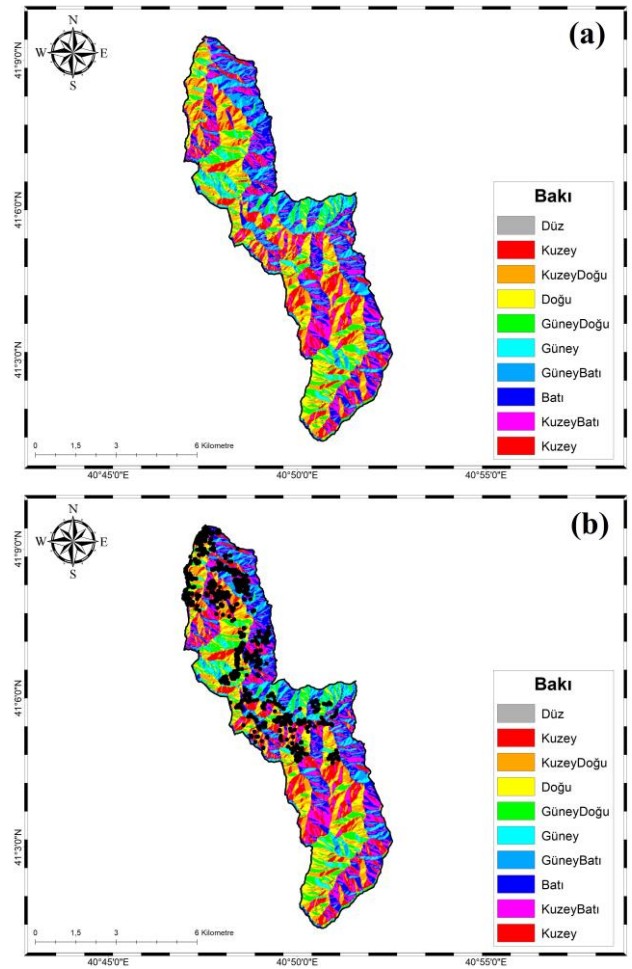 (a)
N
W
E
S
41°9'0"N
41°6'0"N
41°3'0"N
Bakı
Düz
Kuzey
KuzeyDoğu
Doğu
GüneyDoğu
Güney
GüneyBatı
Batı
KuzeyBatı
Kuzey
0 1,5 3 6 Kilometre
40°45'0"E 40°50'0"E 40°55'0"E
(b)
N
W
E
S
41°9'0"N
41°6'0"N
41°3'0"N
Bakı
Düz
Kuzey
KuzeyDoğu
Doğu
GüneyDoğu
Güney
GüneyBatı
Batı
KuzeyBatı
Kuzey
0 1,5 3 6 Kilometre
40°45'0"E 40°50'0"E 40°55'0"E